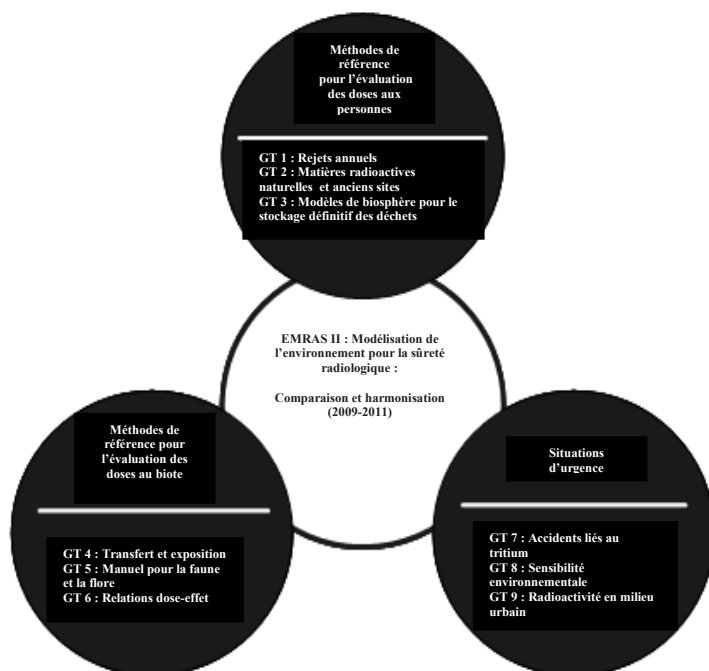 Méthodes de
référence
pour l'évaluation
des doses aux
personnes
GT 1 : Rejets annuels
GT 2 : Matières radioactives
naturelles et anciens sites
GT 3 : Modèles de biosphère pour le
stockage définitif des déchets
EMRAS II : Modélisation de
l'environnement pour la sûreté
radiologique :
Comparaison et harmonisation
(2009-2011)
Méthodes de
référence pour
l'évaluation des
doses au biote
GT 4 : Transfert et exposition
GT 5 : Manuel pour la faune
et la flore
GT 6 : Relations dose-effet
Situations
d'urgence
GT 7 : Accidents liés au
tritium
GT 8 : Sensibilité
environnementale
GT 9 : Radioactivité en milieu
urbain